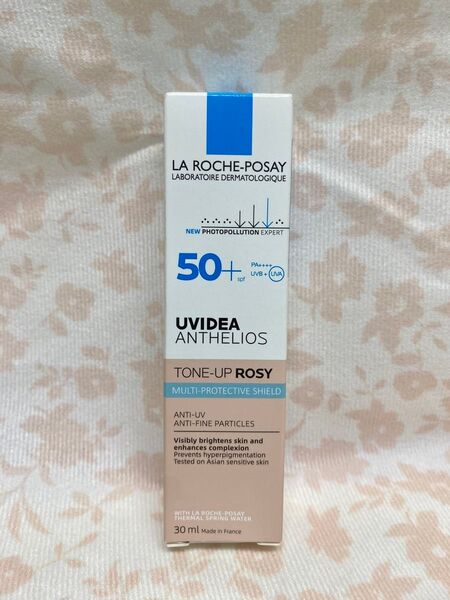 LA ROCHE-POSAY
LABORATOIRE DERMATOLOGIQUE
NEW PHOTOPOLLUTION EXPERT
50+ spf
PA++++
UVB + UVA
UVIDEA
ANTHELIOS
TONE-UP ROSY
MULTI-PROTECTIVE SHIELD
ANTI-UV
ANTI-FINE PARTICLES
Visibly brightens skin and
enhances complexion
Prevents hyperpigmentation
Tested on Asian sensitive skin
WITH LA ROCHE-POSAY
THERMAL SPRING WATER
30 ml Made in France